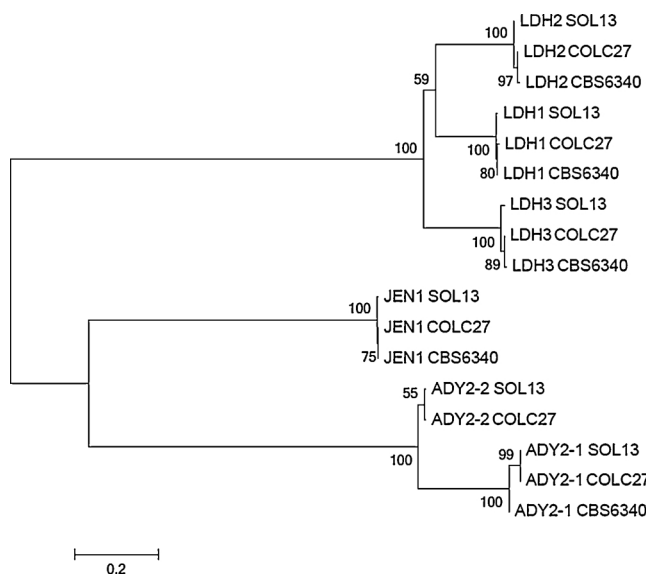 LDH2 SOL13
100
LDH2 COLC27
59
97
LDH2 CBS6340
LDH1 SOL13
LDH1 COLC27
100
100
80
LDH1 CBS6340
LDH3 SOL13
LDH3 COLC27
100
89
LDH3 CBS6340
JEN1 SOL13
100
JEN1 COLC27
75
JEN1 CBS6340
55
ADY2-2 SOL13
ADY2-2 COLC27
99
ADY2-1 SOL13
100
ADY2-1 COLC27
100
ADY2-1 CBS6340
0.2